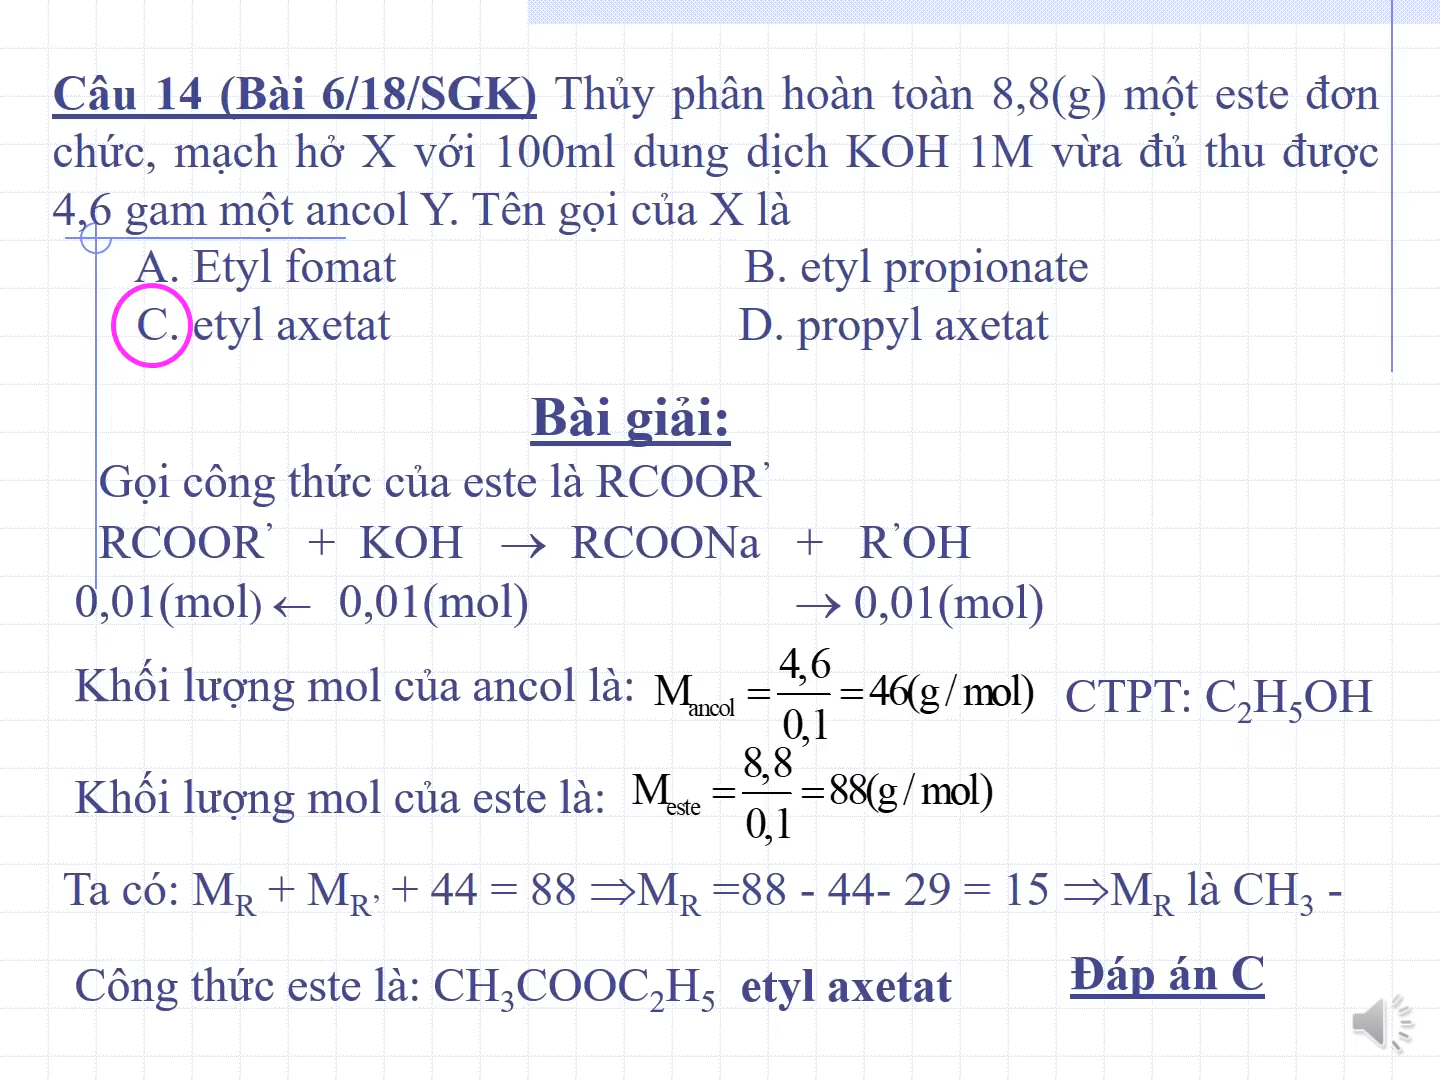 Câu 14 (Bài 6/18/SGK) Thủy phân hoàn toàn 8,8(g) một este đơn
chức, mạch hở X với 100ml dung dịch KOH 1M vừa đủ thu được
4,6 gam một ancol Y. Tên gọi của X là
A. Etyl fomat B. etyl propionate
C. etyl axetat D. propyl axetat
Bài giải:
Gọi công thức của este là RCOOR’
RCOOR’ + KOH → RCOONa + R’OH
0,01(mol) ← 0,01(mol) → 0,01(mol)
Khối lượng mol của ancol là: M_ancol = 4,6/0,1 = 46(g/mol) CTPT: C₂H₅OH
Khối lượng mol của este là: M_este = 8,8/0,1 = 88(g/mol)
Ta có: M_R + M_R’ + 44 = 88 ⇒M_R =88 - 44- 29 = 15 ⇒M_R là CH₃ -
Công thức este là: CH₃COOC₂H₅ etyl axetat Đáp án C